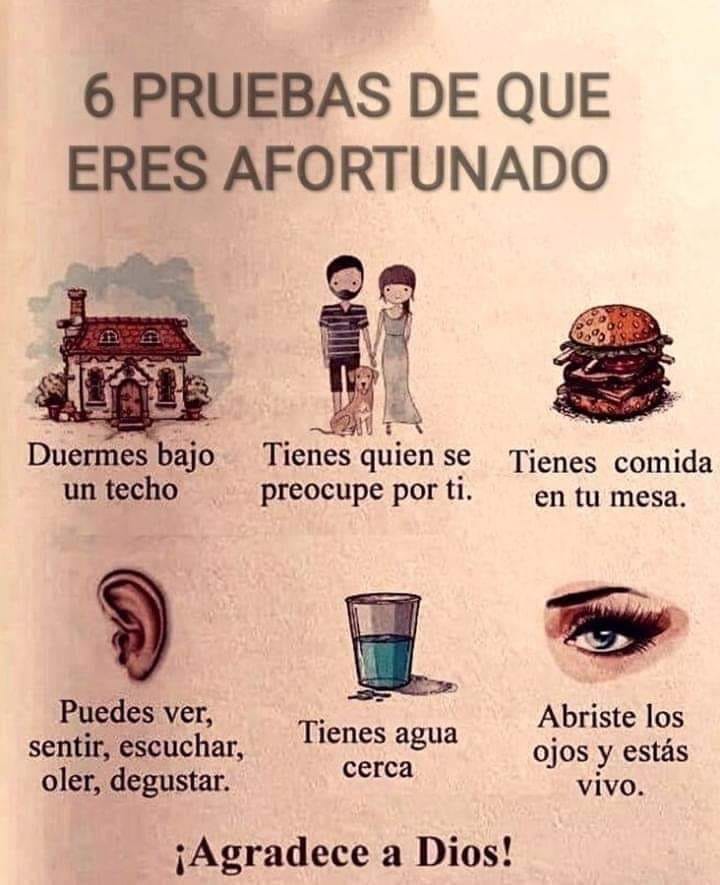 6 PRUEBAS DE QUE
ERES AFORTUNADO
Duermes bajo
un techo
Tienes quien se
preocupe por ti.
Tienes comida
en tu mesa.
Puedes ver,
sentir, escuchar,
oler, degustar.
Tienes agua
cerca
Abriste los
ojos y estás
vivo.
¡Agradece a Dios!